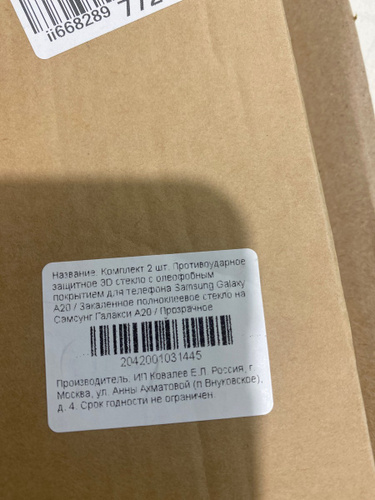 772
ii668289
Название: Комплект 2 шт. Противоударное
защитное 3D стекло с олеофобным
покрытием для телефона Samsung Galaxy
A20 / Закаленное полноклеевое стекло на
Самсунг Галакси А20 / Прозрачное
2042001031445
Производитель: ИП Ковалев Е.Л. Россия, г.
Москва, ул. Анны Ахматовой (п Внуковское),
д. 4. Срок годности не ограничен